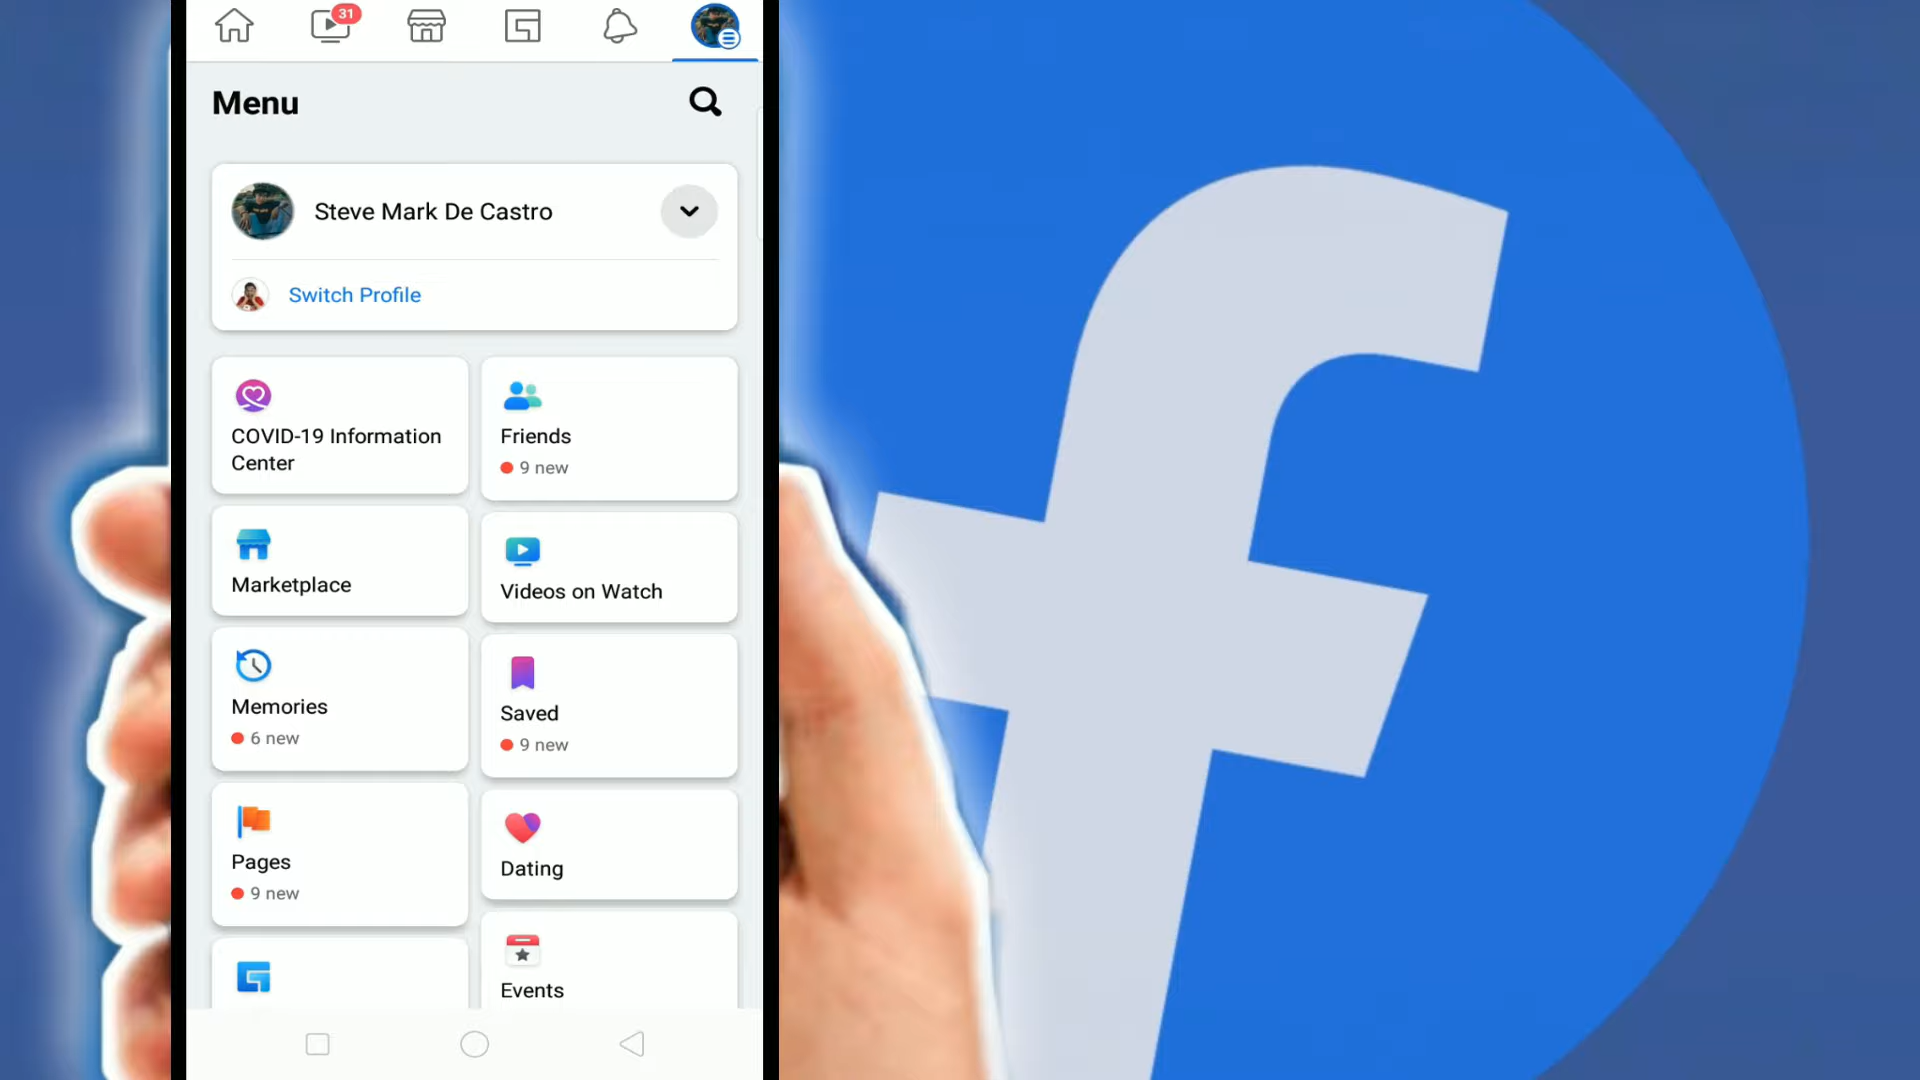 31
Menu
Steve Mark De Castro
Switch Profile
COVID-19 Information
Center
Friends
9 new
Marketplace
Videos on Watch
Memories
6 new
Saved
9 new
Pages
9 new
Dating
Events
f